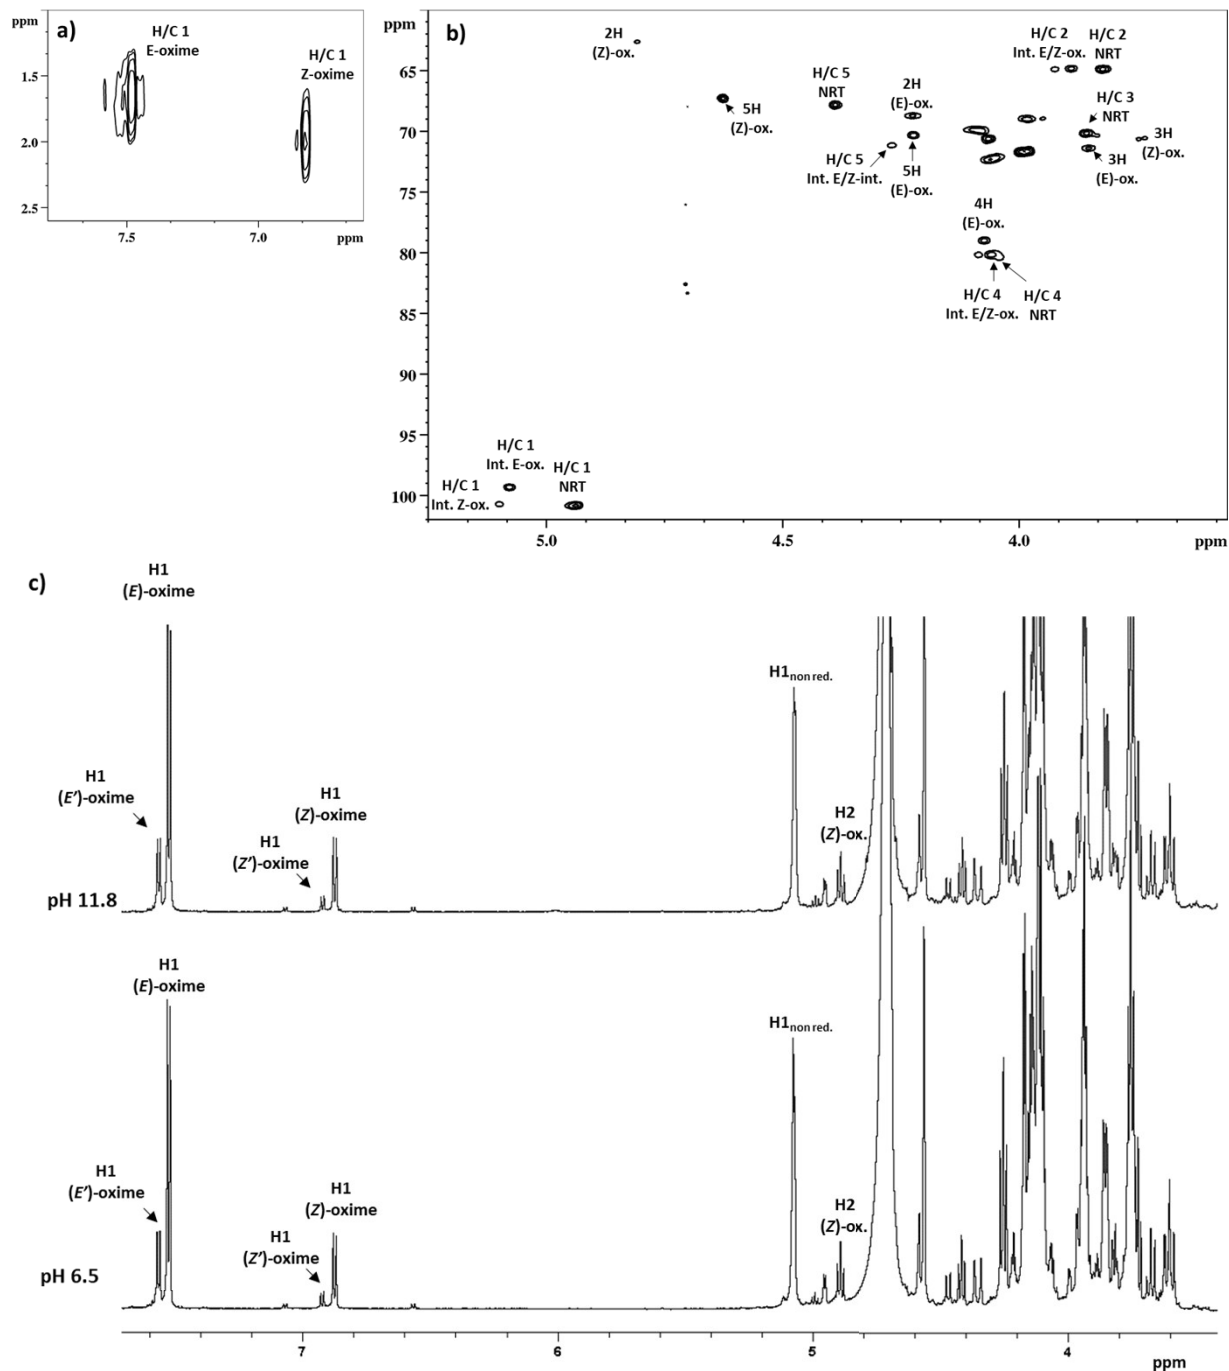 a)
ppm
H/C 1
E-oxime
H/C 1
Z-oxime
1.5
2.0
2.5
7.5
7.0
ppm
b)
ppm
2H
(Z)-ox.
H/C 2
Int. E/Z-ox.
H/C 2
NRT
65
H/C 5
NRT
2H
(E)-ox.
5H
(Z)-ox.
H/C 3
NRT
70
3H
(Z)-ox.
H/C 5
Int. E/Z-int.
5H
(E)-ox.
3H
(E)-ox.
75
4H
(E)-ox.
80
H/C 4
Int. E/Z-ox.
H/C 4
NRT
85
90
95
H/C 1
Int. E-ox.
H/C 1
NRT
H/C 1
Int. Z-ox.
100
5.0
4.5
4.0
ppm
c)
H1
(E)-oxime
H1non red.
H1
(E')-oxime
H1
(Z)-oxime
H1
(Z')-oxime
H2
(Z)-ox.
pH 11.8
H1
(E)-oxime
H1non red.
H1
(E')-oxime
H1
(Z)-oxime
H1
(Z')-oxime
H2
(Z)-ox.
pH 6.5
7
6
5
4
ppm